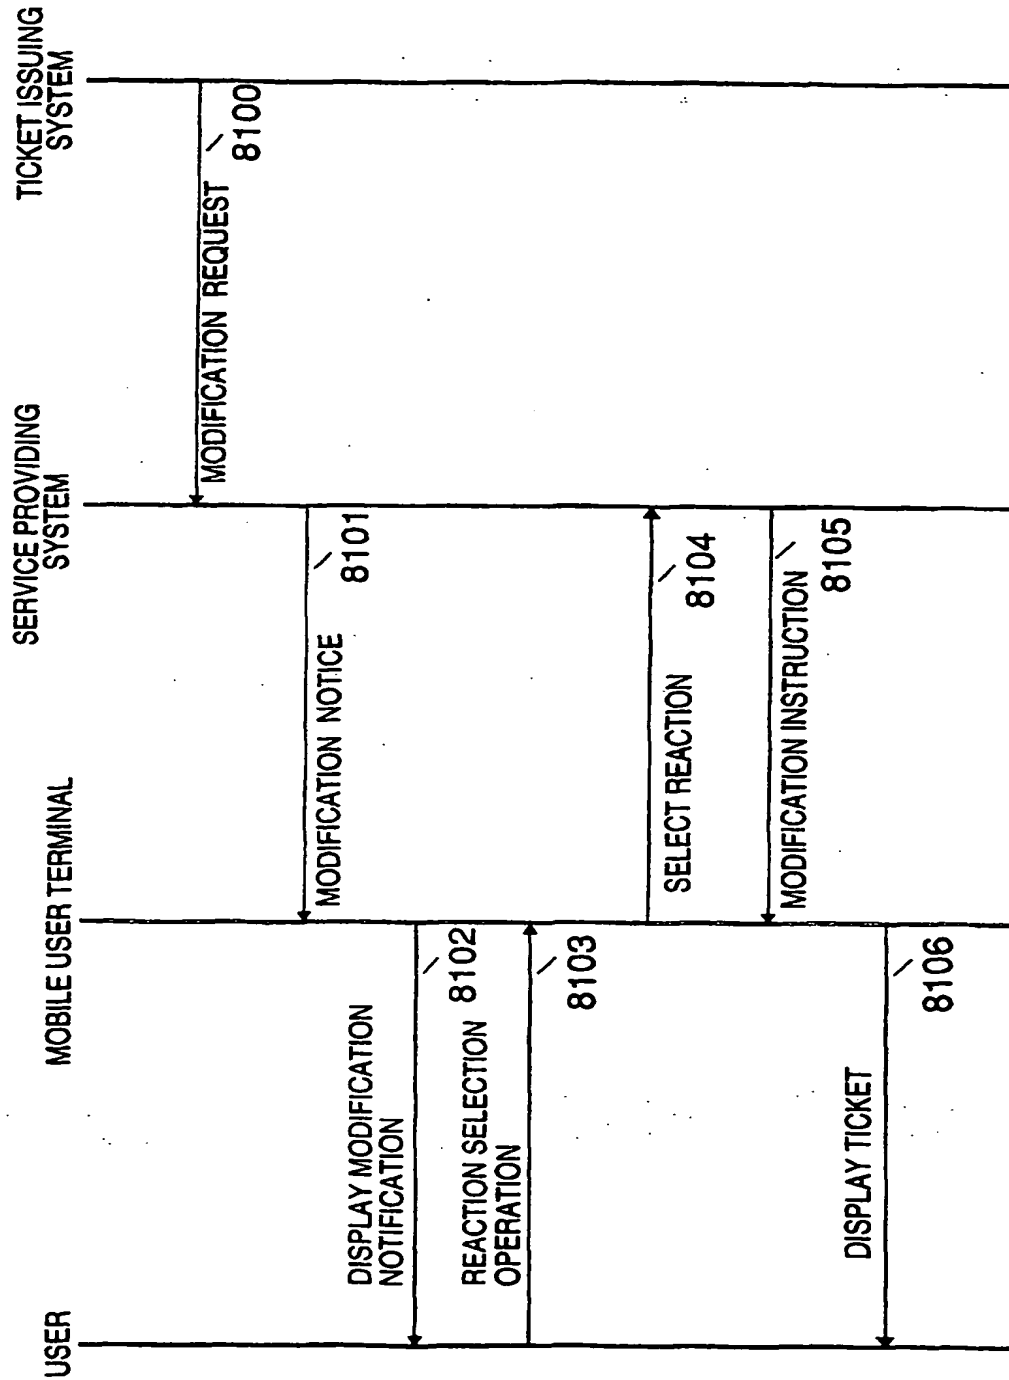 USER
MOBILE USER TERMINAL
SERVICE PROVIDING
SYSTEM
TICKET ISSUING
SYSTEM
MODIFICATION REQUEST
8100
MODIFICATION NOTICE
8101
DISPLAY MODIFICATION
NOTIFICATION
8102
REACTION SELECTION
OPERATION
8103
SELECT REACTION
8104
MODIFICATION INSTRUCTION
8105
DISPLAY TICKET
8106